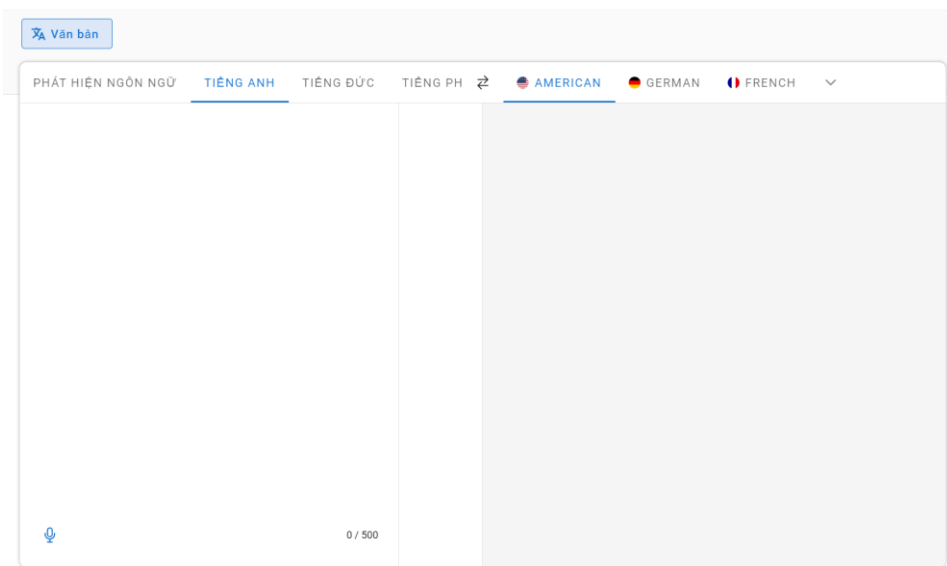 Văn bản
PHÁT HIỆN NGÔN NGỮ TIẾNG ANH TIẾNG ĐỨC TIẾNG PH AMERICAN GERMAN FRENCH
0 / 500